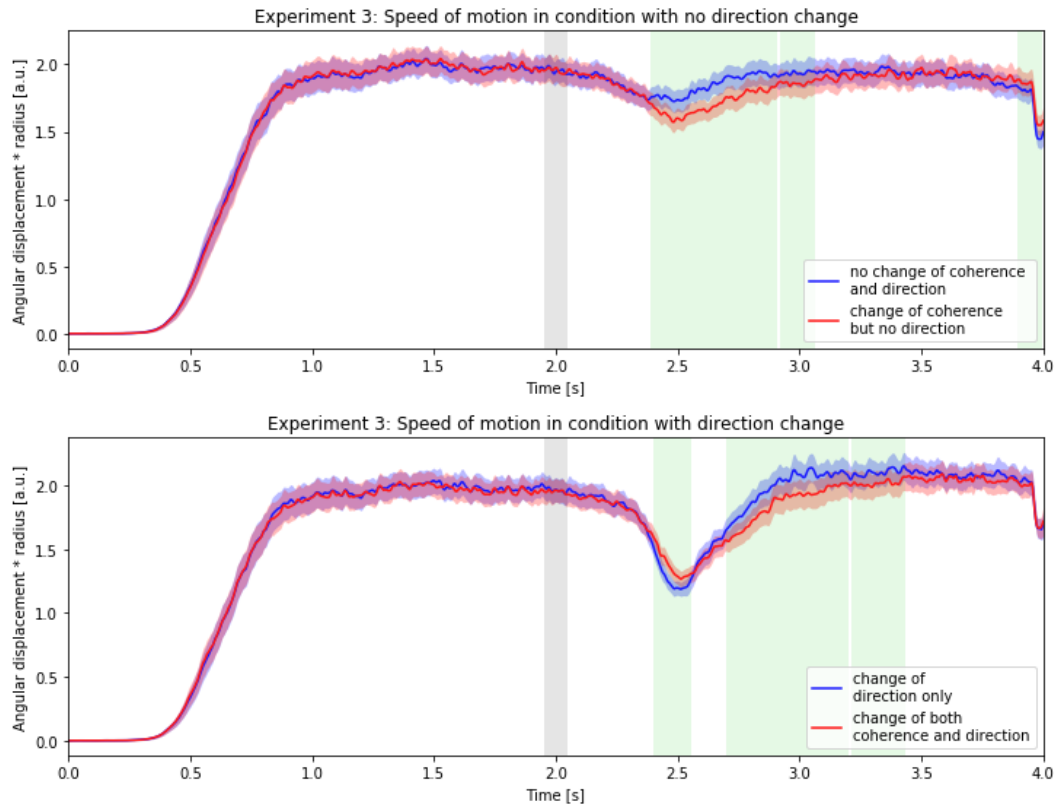 Experiment 3: Speed of motion in condition with no direction change
Angular displacement * radius [a.u.]
2.0
1.5
1.0
0.5
0.0
no change of coherence
and direction
change of coherence
but no direction
0.0 0.5 1.0 1.5 2.0 2.5 3.0 3.5 4.0
Time [s]
Experiment 3: Speed of motion in condition with direction change
Angular displacement * radius [a.u.]
2.0
1.5
1.0
0.5
0.0
change of
direction only
change of both
coherence and direction
0.0 0.5 1.0 1.5 2.0 2.5 3.0 3.5 4.0
Time [s]